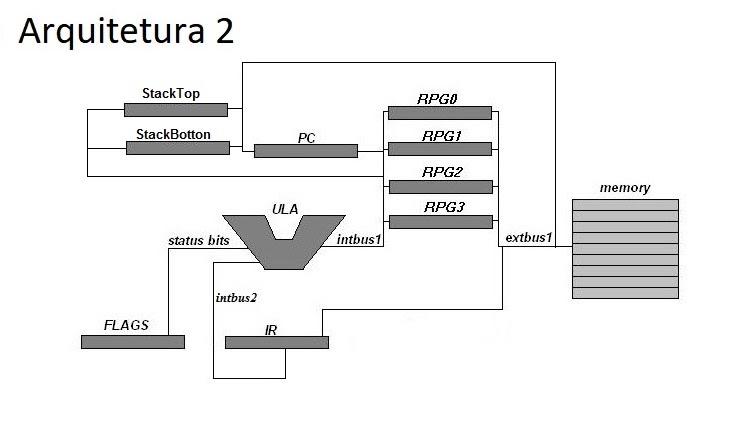 Arquitetura 2
StackTop
RPG0
StackBotton
PC
RPG1
RPG2
memory
ULA
RPG3
status bits
intbus1
extbus1
intbus2
FLAGS
IR